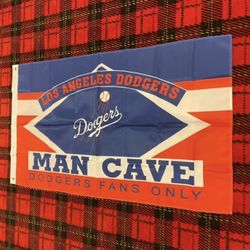 LOS ANGELES DODGERS
Dodgers
MAN CAVE
DODGERS FANS ONLY